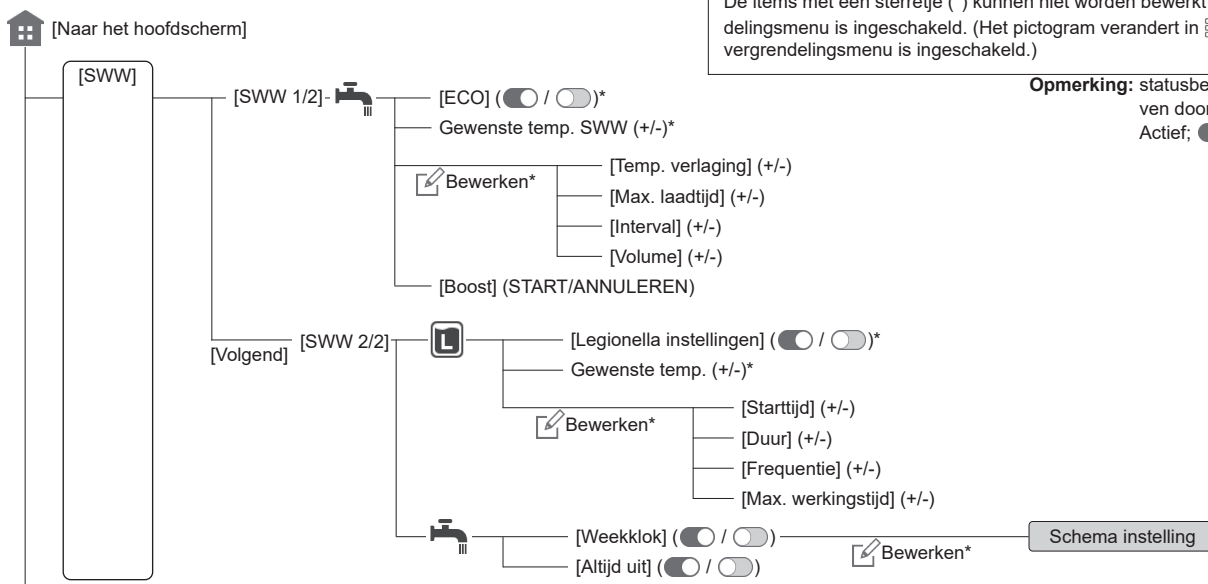 De items met een sterretje (*) kunnen niet worden bewerkt
delingsmenu is ingeschakeld. (Het pictogram verandert in
vergrendelingsmenu is ingeschakeld.)
Opmerking: statusbe
ven door
Actief;
[Naar het hoofdscherm]
[SWW]
[SWW 1/2]
[ECO] ( / )*
Gewenste temp. SWW (+/-)*
Bewerken*
[Temp. verlaging] (+/-)
[Max. laadtijd] (+/-)
[Interval] (+/-)
[Volume] (+/-)
[Boost] (START/ANNULEREN)
[Volgend]
[SWW 2/2]
L
[Legionella instellingen] ( / )*
Gewenste temp. (+/-)*
Bewerken*
[Starttijd] (+/-)
[Duur] (+/-)
[Frequentie] (+/-)
[Max. werkingstijd] (+/-)
[Weekklok] ( / )
Bewerken*
Schema instelling
[Altijd uit] ( / )